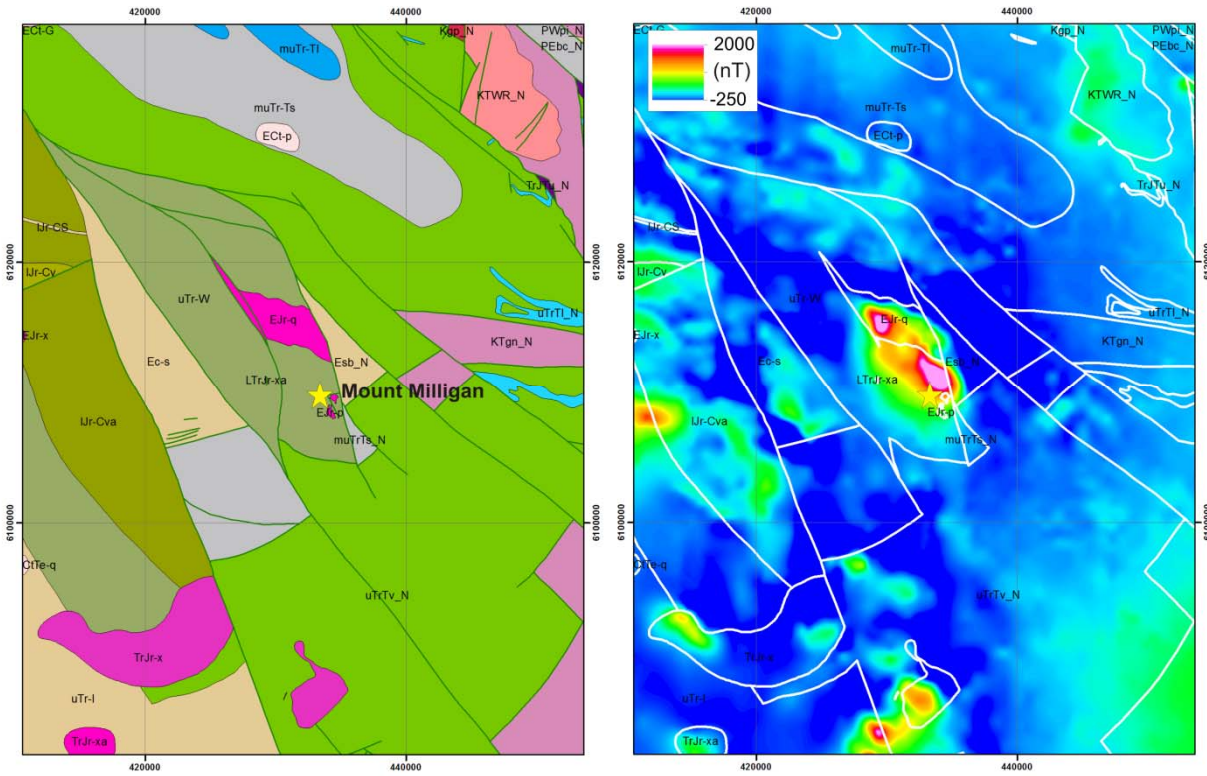 420000
440000
ECt-G
muTr-Tl
Kgp_N
PWpi_N
PEbc_N
KTWR_N
muTr-Ts
ECt-p
TrJTu_N
lJr-CS
6120000
lJr-Cv
uTr-W
uTrTl_N
EJr-q
EJr-x
KTgn_N
Ec-s
Esb_N
LTrJr-xa
Mount Milligan
EJr-p
lJr-Cva
muTrTs_N
6100000
CtTe-q
uTrTv_N
TrJr-x
uTr-l
TrJr-xa
420000
440000
420000
440000
ECt-G
2000
(nT)
-250
muTr-Tl
Kgp_N
PWpi_N
PEbc_N
KTWR_N
muTr-Ts
ECt-p
TrJTu_N
lJr-CS
6120000
6120000
lJr-Cv
uTr-W
uTrTl_N
EJr-q
EJr-x
KTgn_N
Ec-s
Esb_N
LTrJr-xa
EJr-p
lJr-Cva
muTrTs_N
6100000
6100000
CtTe-q
uTrTv_N
TrJr-x
uTr-l
TrJr-xa
420000
440000